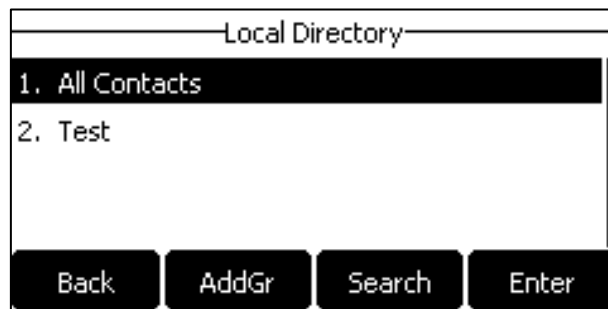 Local Directory
1. All Contacts
2. Test
Back AddGr Search Enter